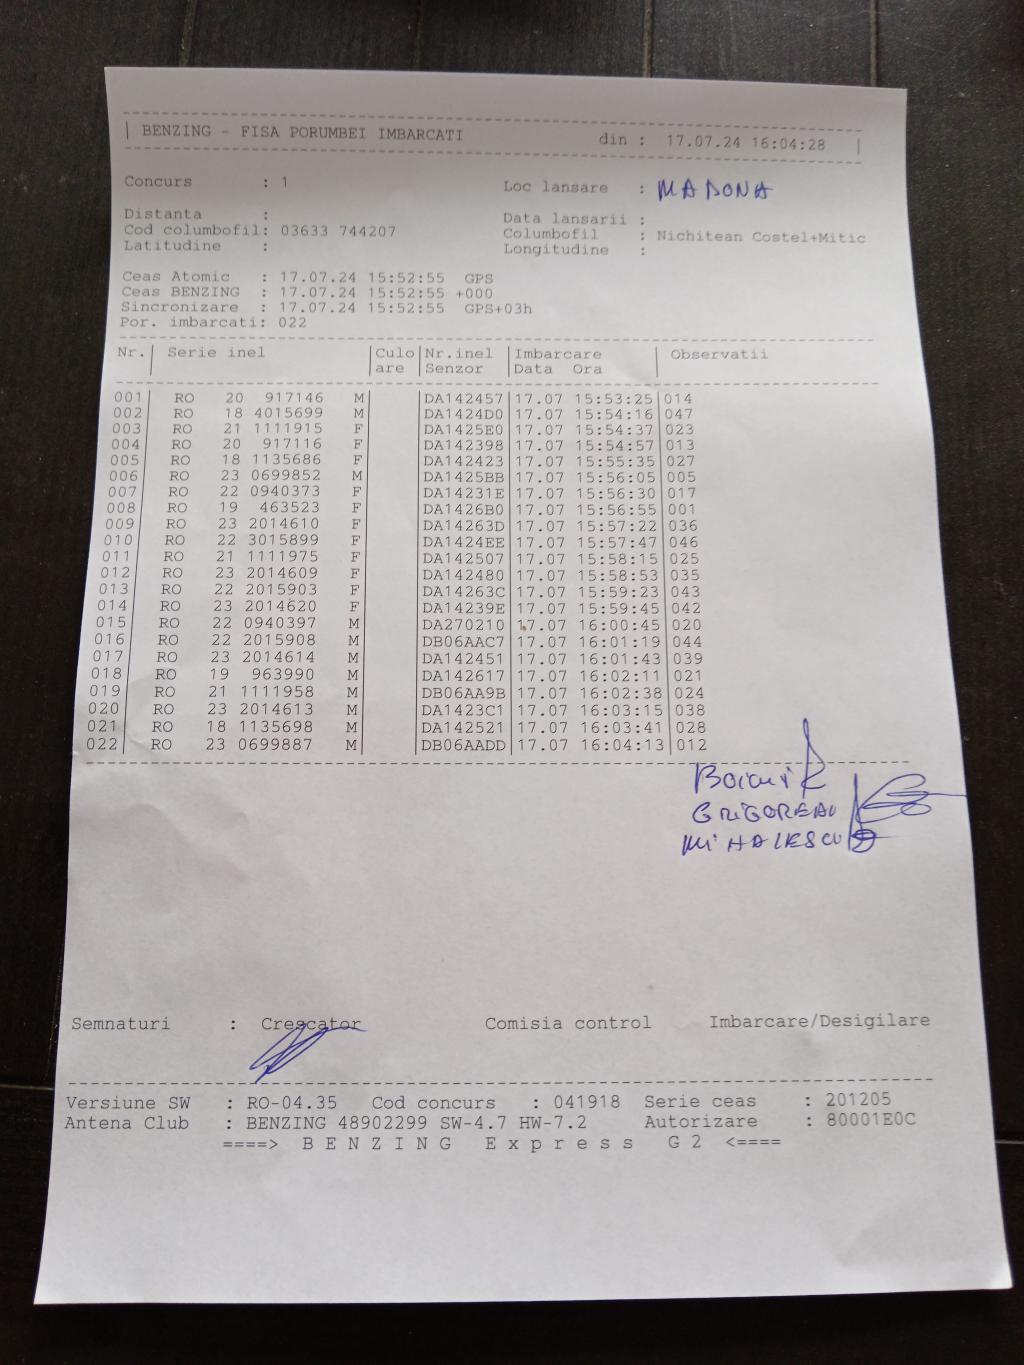 BENZING - FISA PORUMBEI IMBARCATI din : 17.07.24 16:04:28
Concurs : 1 Loc lansare : MADONA
Distanta : Data lansarii :
Cod columbofil: 03633 744207 Columbofil : Nichitean Costel+Mitic
Latitudine : Longitudine :
Ceas Atomic : 17.07.24 15:52:55 GPS
Ceas BENZING : 17.07.24 15:52:55 +000
Sincronizare : 17.07.24 15:52:55 GPS+03h
Por. imbarcati: 022
Nr. Serie inel Culo Nr.inel Imbarcare Observatii
are Senzor Data Ora
001 RO 20 917146 M DA142457 17.07 15:53:25 014
002 RO 18 4015699 M DA1424D0 17.07 15:54:16 047
003 RO 21 1111915 F DA1425E0 17.07 15:54:37 023
004 RO 20 917116 F DA142398 17.07 15:54:57 013
005 RO 18 1135686 F DA142423 17.07 15:55:35 027
006 RO 23 0699852 M DA1425BB 17.07 15:56:05 005
007 RO 22 0940373 F DA14231E 17.07 15:56:30 017
008 RO 19 463523 F DA1426B0 17.07 15:56:55 001
009 RO 23 2014610 F DA14263D 17.07 15:57:22 036
010 RO 22 3015899 F DA1424EE 17.07 15:57:47 046
011 RO 21 1111975 F DA142507 17.07 15:58:15 025
012 RO 23 2014609 F DA142480 17.07 15:58:53 035
013 RO 22 2015903 F DA14263C 17.07 15:59:23 043
014 RO 23 2014620 F DA14239E 17.07 15:59:45 042
015 RO 22 0940397 M DA270210 17.07 16:00:45 020
016 RO 22 2015908 M DB06AAC7 17.07 16:01:19 044
017 RO 23 2014614 M DA142451 17.07 16:01:43 039
018 RO 19 963990 M DA142617 17.07 16:02:11 021
019 RO 21 1111958 M DB06AA9B 17.07 16:02:38 024
020 RO 23 2014613 M DA1423C1 17.07 16:03:15 038
021 RO 18 1135698 M DA142521 17.07 16:03:41 028
022 RO 23 0699887 M DB06AADD 17.07 16:04:13 012
GRIGOREAU
MIHALESCU
Semnaturi : Crescator Comisia control Imbarcare/Desigilare
Versiune SW : RO-04.35 Cod concurs : 041918 Serie ceas : 201205
Antena Club : BENZING 48902299 SW-4.7 HW-7.2 Autorizare : 80001E0C
====> B E N Z I N G E x p r e s s G 2 <====